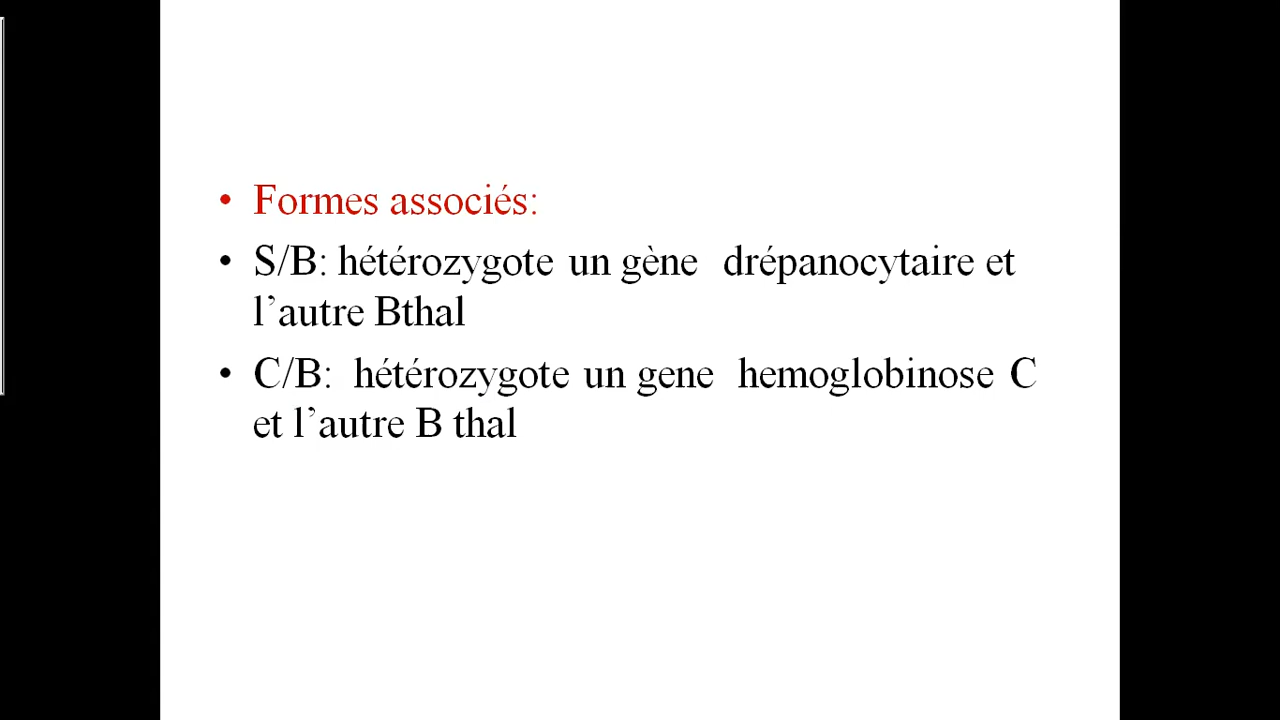 • Formes associés:
• S/B: hétérozygote un gène drépanocytaire et
l'autre Bthal
• C/B: hétérozygote un gene hemoglobinose C
et l'autre B thal